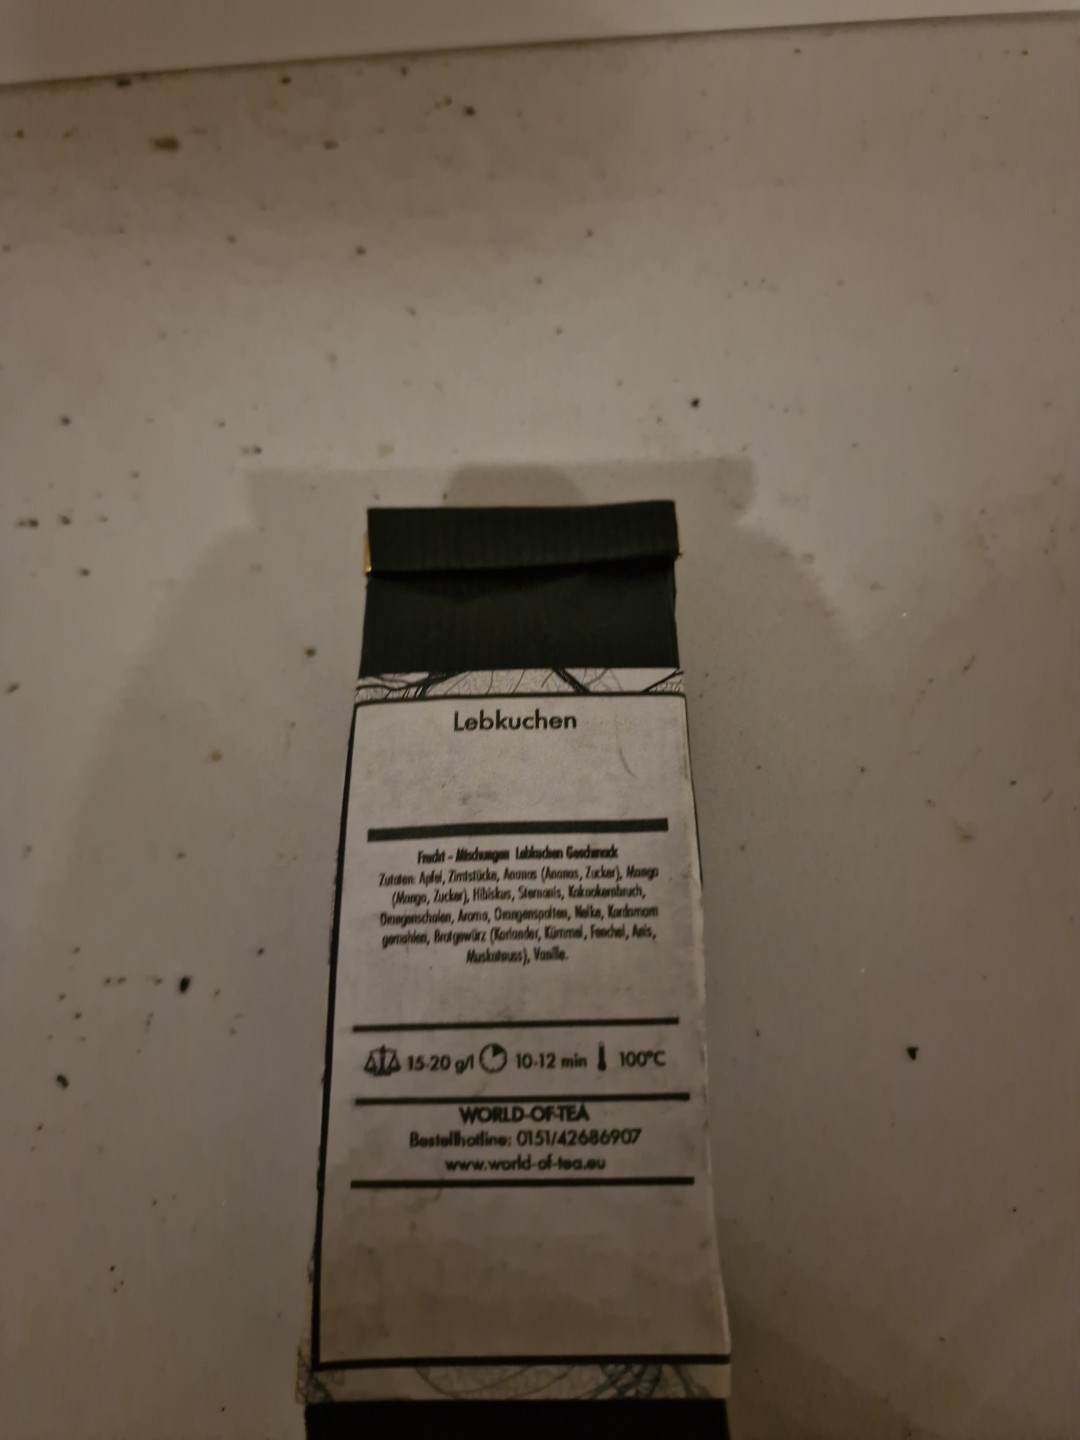 Lebkuchen
Frucht - Mischungen Lebkuchen Geschmack
Zutaten: Apfel, Zimtstücke, Ananas (Ananas, Zucker), Mango
(Mango, Zucker), Hibiskus, Sternanis, Kakaokernbruch,
Orangenschalen, Aroma, Orangenspalten, Nelke, Kardamom
gemahlen, Bratgewürz (Koriander, Kümmel, Fenchel, Anis,
Muskatnuss), Vanille.
15-20 g/l 10-12 min 100°C
WORLD-OF-TEA
Bestellhotline: 0151/42686907
www.world-of-tea.eu